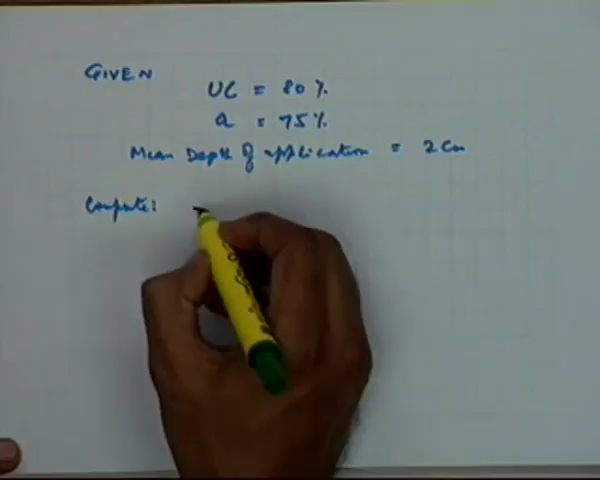 GIVEN
UC = 80 %
a = 75 %
Mean Depth of application = 2 cm
Compute: